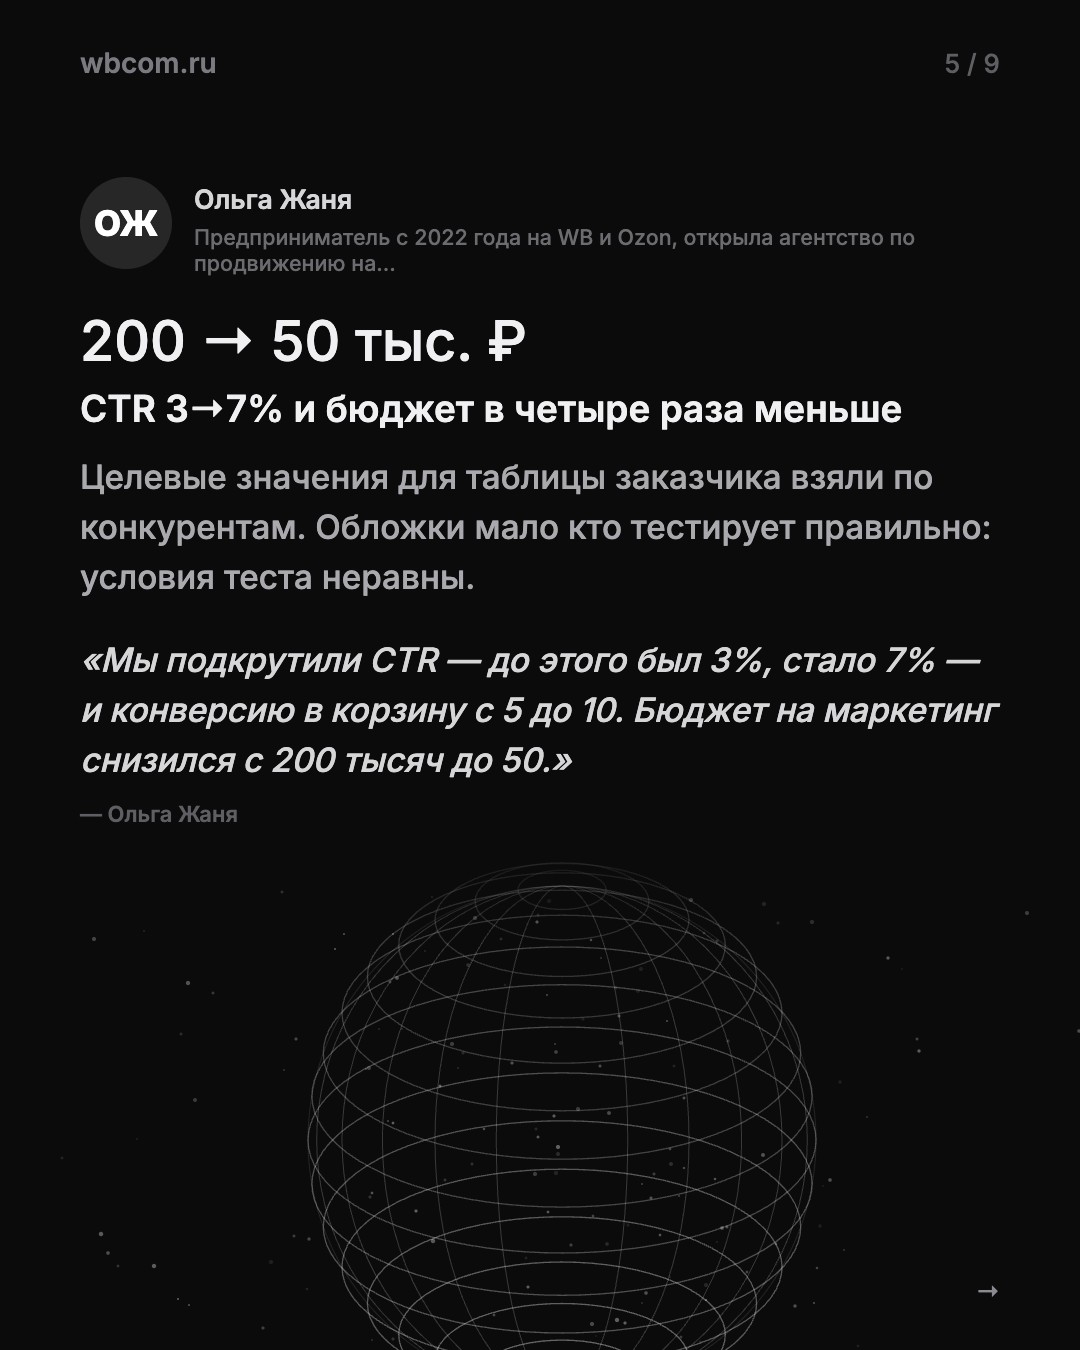 wbcom.ru
5 / 9
ОЖ
Ольга Жаня
Предприниматель с 2022 года на WB и Ozon, открыла агентство по
продвижению на...
200 → 50 тыс. ₽
CTR 3→7% и бюджет в четыре раза меньше
Целевые значения для таблицы заказчика взяли по
конкурентам. Обложки мало кто тестирует правильно:
условия теста неравны.
«Мы подкрутили CTR — до этого был 3%, стало 7% —
и конверсию в корзину с 5 до 10. Бюджет на маркетинг
снизился с 200 тысяч до 50.»
— Ольга Жаня
→